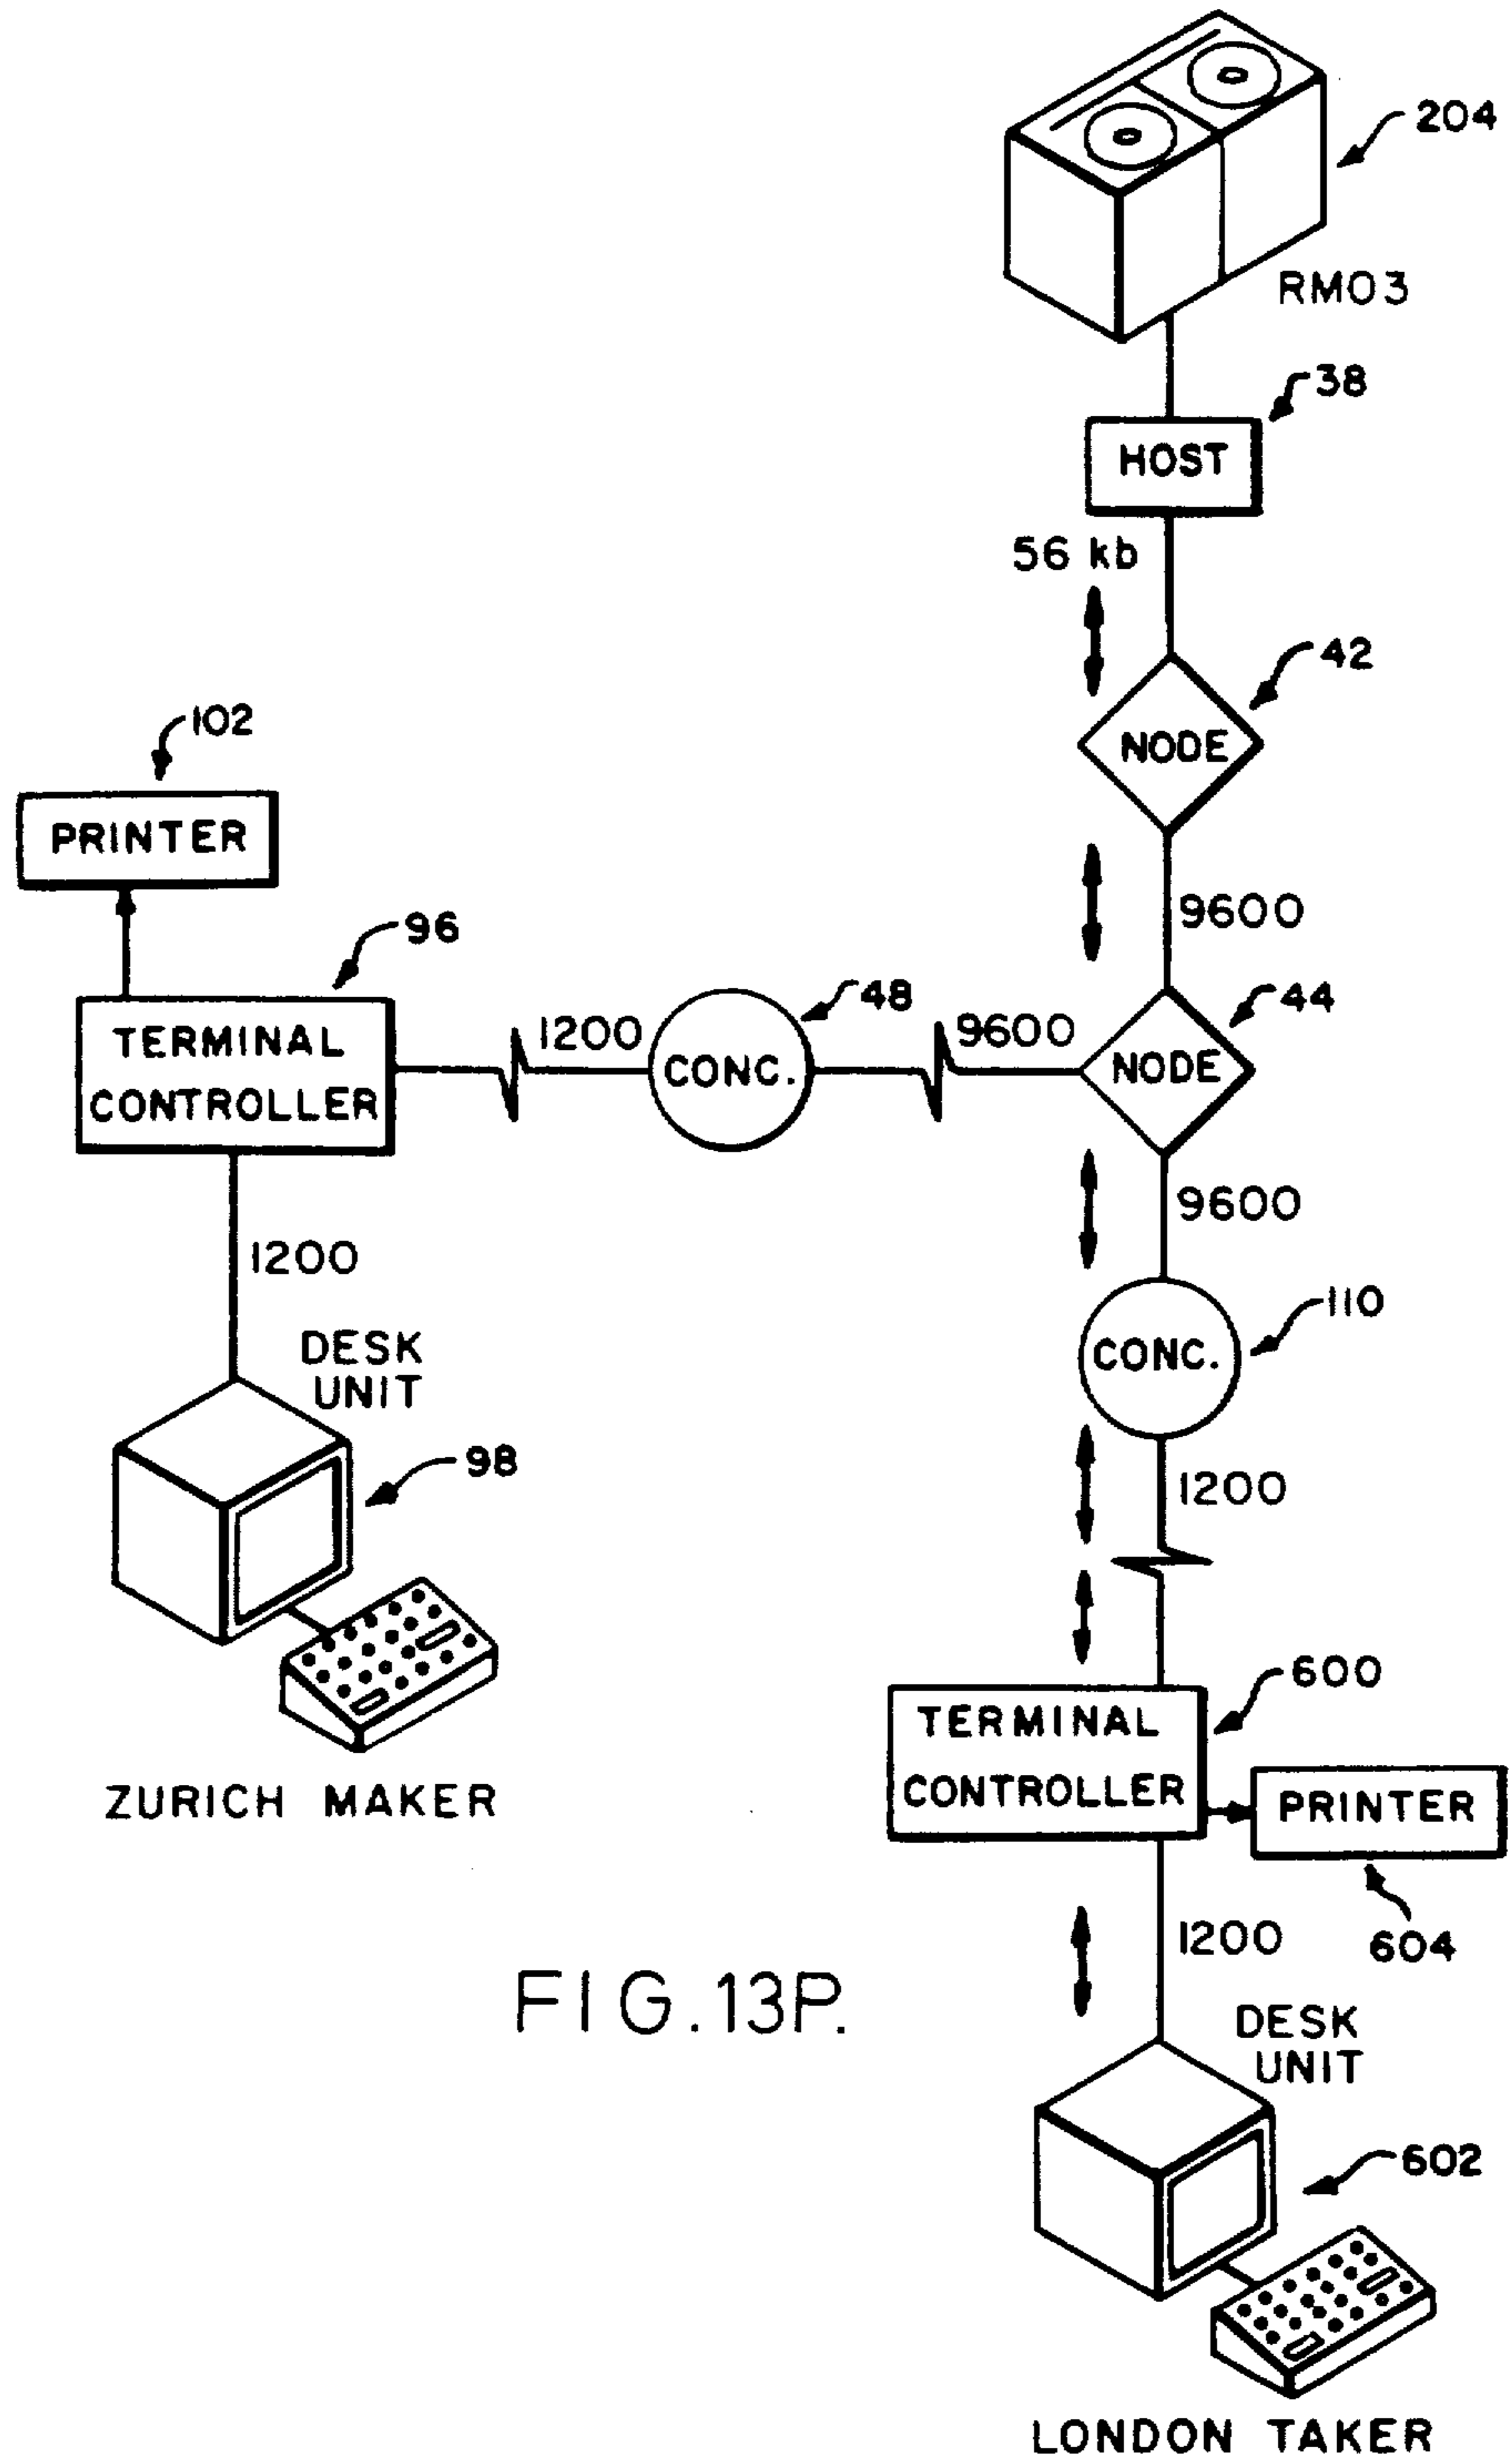 204
RM03
38
HOST
56 kb
42
NODE
102
PRINTER
9600
96
48
44
TERMINAL
CONTROLLER
1200
CONC.
9600
NODE
9600
1200
110
CONC.
DESK
UNIT
98
1200
ZURICH MAKER
600
TERMINAL
CONTROLLER
PRINTER
604
1200
FIG.13P.
DESK
UNIT
602
LONDON TAKER